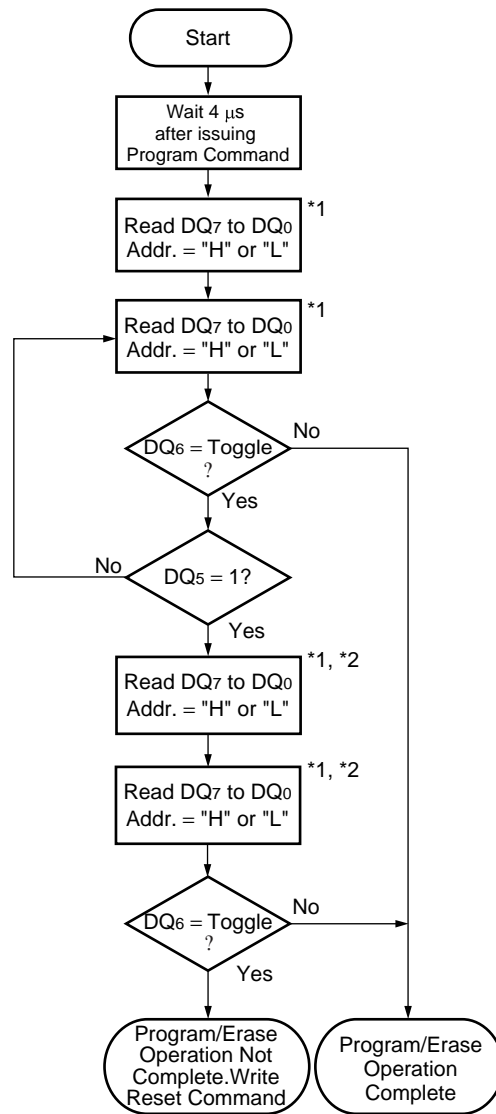 Start
Wait 4 μs
after issuing
Program Command
*1
Read DQ7 to DQ0
Addr. = "H" or "L"
*1
Read DQ7 to DQ0
Addr. = "H" or "L"
DQ6 = Toggle
?
No
Yes
No
DQ5 = 1?
Yes
*1, *2
Read DQ7 to DQ0
Addr. = "H" or "L"
*1, *2
Read DQ7 to DQ0
Addr. = "H" or "L"
DQ6 = Toggle
?
No
Yes
Program/Erase
Operation Not
Complete.Write
Reset Command
Program/Erase
Operation
Complete